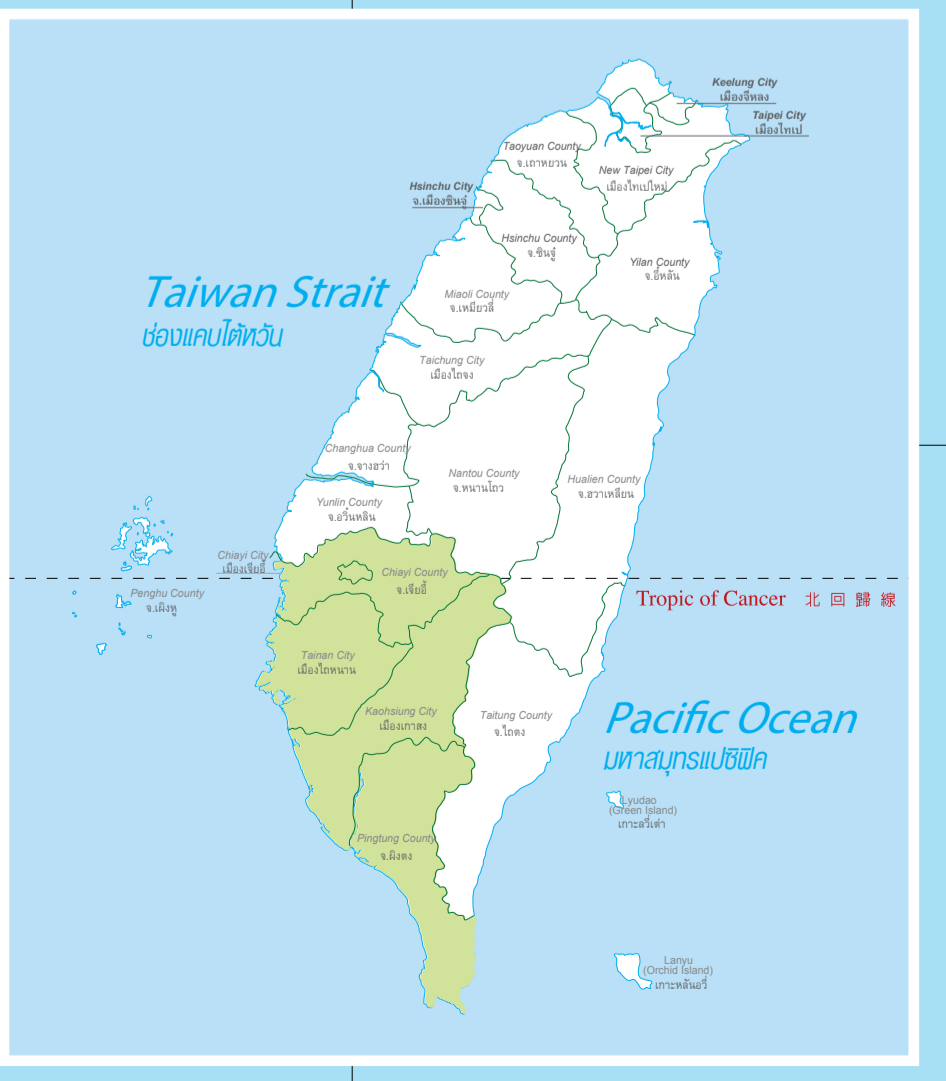 Keelung City
เมืองจีหลง
Taipei City
เมืองไทเป
Taoyuan County
จ.เถาหยวน
New Taipei City
เมืองไทเปใหม่
Hsinchu City
จ.เมืองซินจู๋
Hsinchu County
จ.ซินจู๋
Yilan County
จ.อี๋หลัน
Taiwan Strait
ช่องแคบไต้หวัน
Miaoli County
จ.เหมียวลี่
Taichung City
เมืองไถจง
Changhua County
จ.จางฮว่า
Nantou County
จ.หนานโถว
Hualien County
จ.ฮวาเหลียน
Yunlin County
จ.อวิ๋นหลิน
Chiayi City
เมืองเจียอี้
Chiayi County
จ.เจียอี้
Penghu County
จ.เผิงหู
Tropic of Cancer 北回歸線
Tainan City
เมืองไถหนาน
Kaohsiung City
เมืองเกาสง
Taitung County
จ.ไถตง
Pacific Ocean
มหาสมุทรแปซิฟิค
Lyudao
(Green Island)
เกาะลวี่เต่า
Pingtung County
จ.ผิงตง
Lanyu
(Orchid Island)
เกาะหลันอวี่